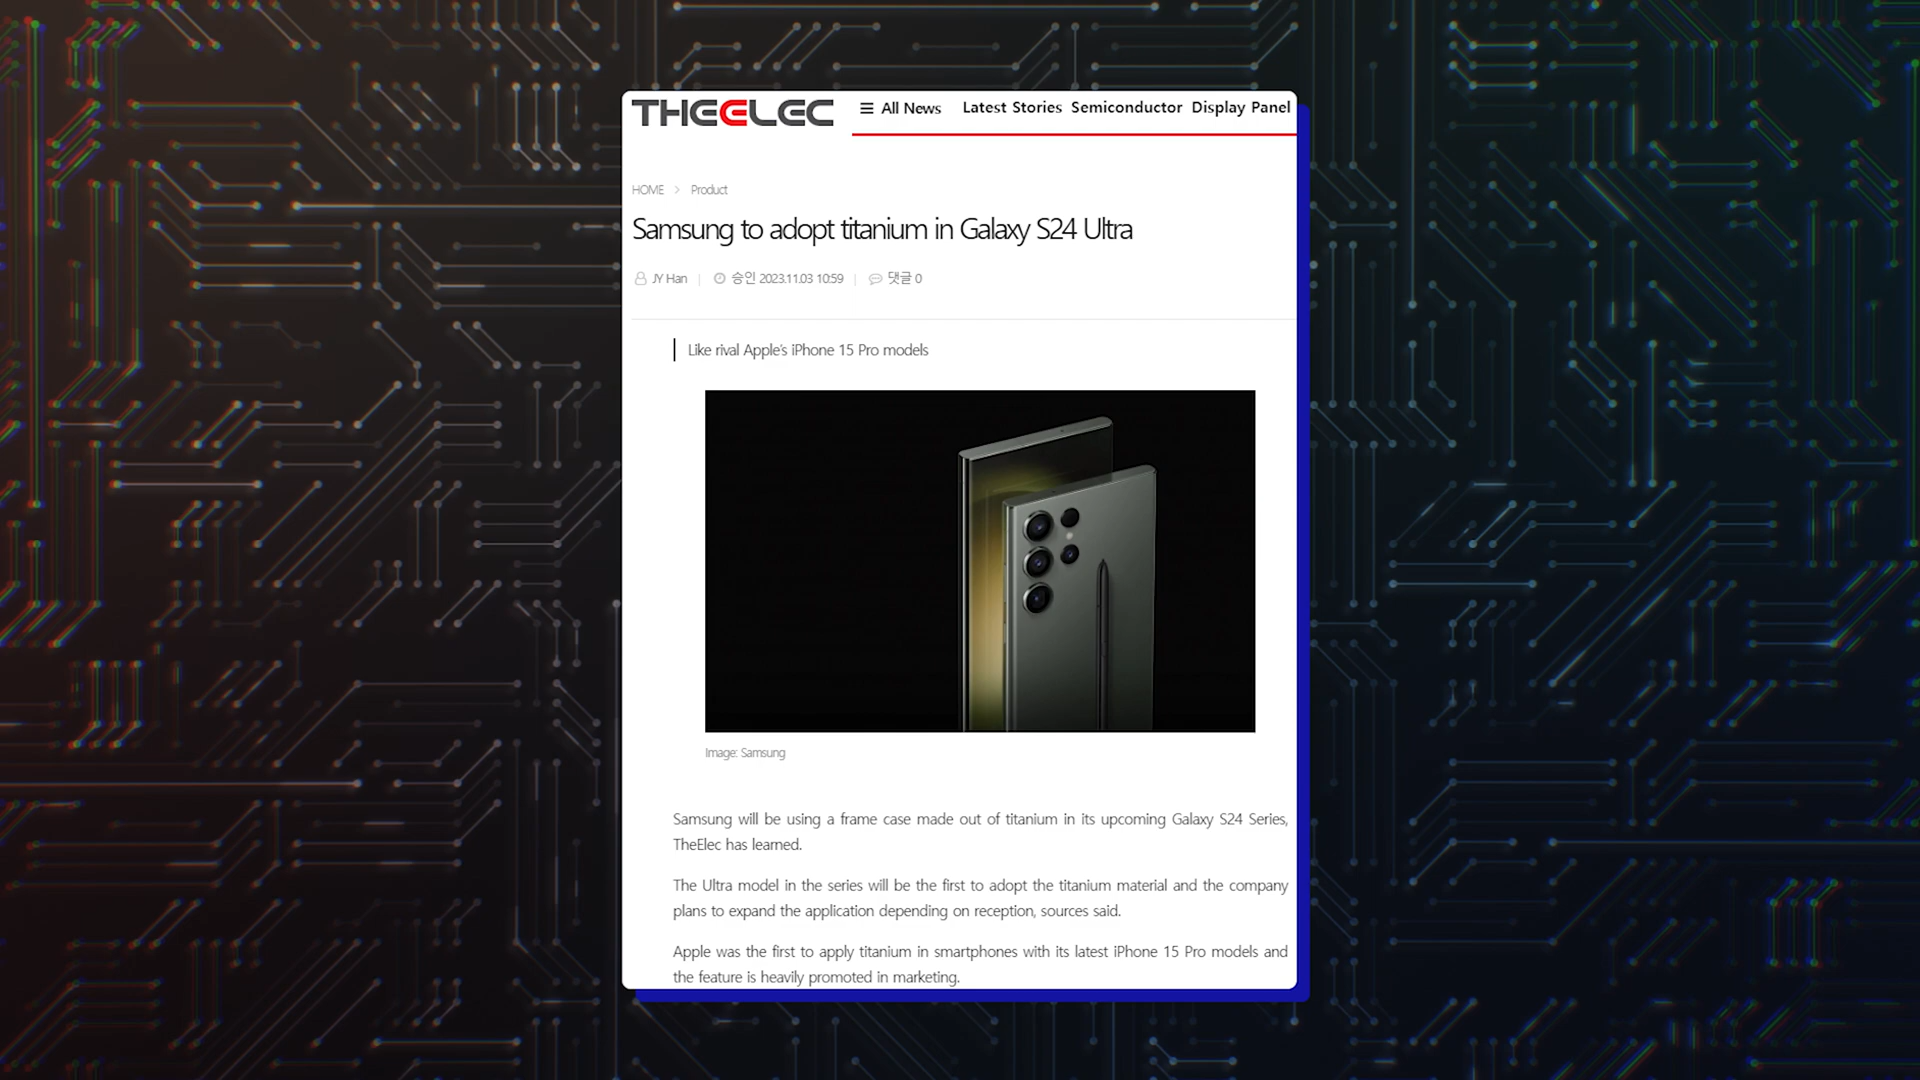 THEELEC
All News Latest Stories Semiconductor Display Panel
HOME > Product
Samsung to adopt titanium in Galaxy S24 Ultra
JY Han | 승인 2023.11.03 10:59 | 댓글 0
Like rival Apple's iPhone 15 Pro models
Image: Samsung
Samsung will be using a frame case made out of titanium in its upcoming Galaxy S24 Series,
TheElec has learned.
The Ultra model in the series will be the first to adopt the titanium material and the company
plans to expand the application depending on reception, sources said.
Apple was the first to apply titanium in smartphones with its latest iPhone 15 Pro models and
the feature is heavily promoted in marketing.